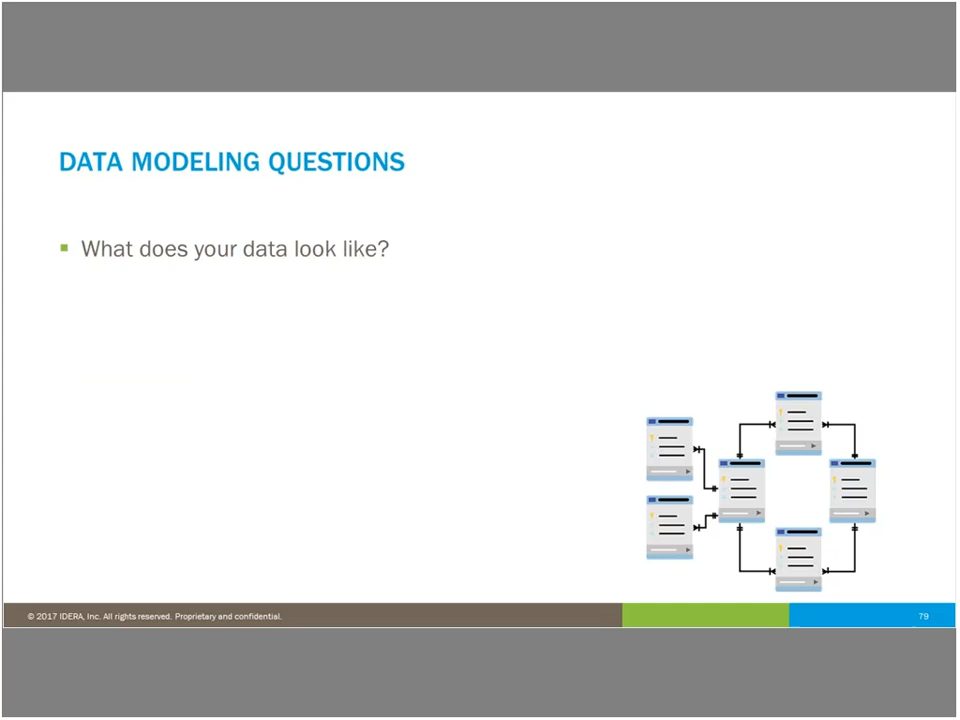 DATA MODELING QUESTIONS
What does your data look like?
© 2017 IDERA, Inc. All rights reserved. Proprietary and confidential.
79